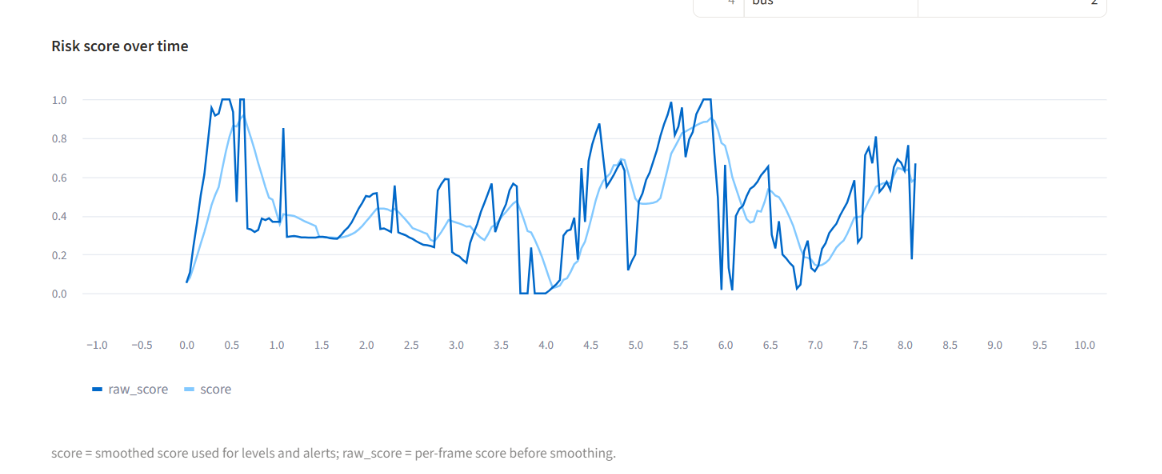 4 bus 2
Risk score over time
1.0
0.8
0.6
0.4
0.2
0.0
−1.0 −0.5 0.0 0.5 1.0 1.5 2.0 2.5 3.0 3.5 4.0 4.5 5.0 5.5 6.0 6.5 7.0 7.5 8.0 8.5 9.0 9.5 10.0
raw_score score
score = smoothed score used for levels and alerts; raw_score = per-frame score before smoothing.